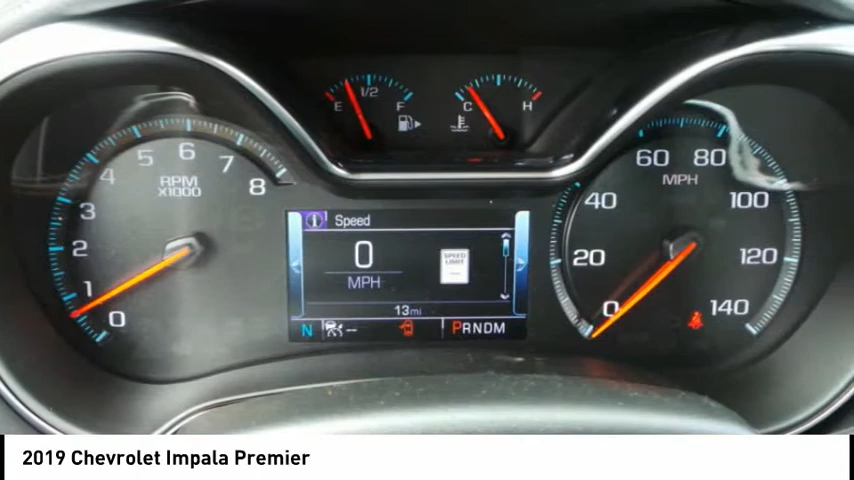 E 1/2 F
C H
0 1 2 3 4 5 6 7 8
RPM
X1000
0 20 40 60 80 100 120 140
MPH
Speed
0
MPH
SPEED
LIMIT
13mi
N -- PRNDM
2019 Chevrolet Impala Premier